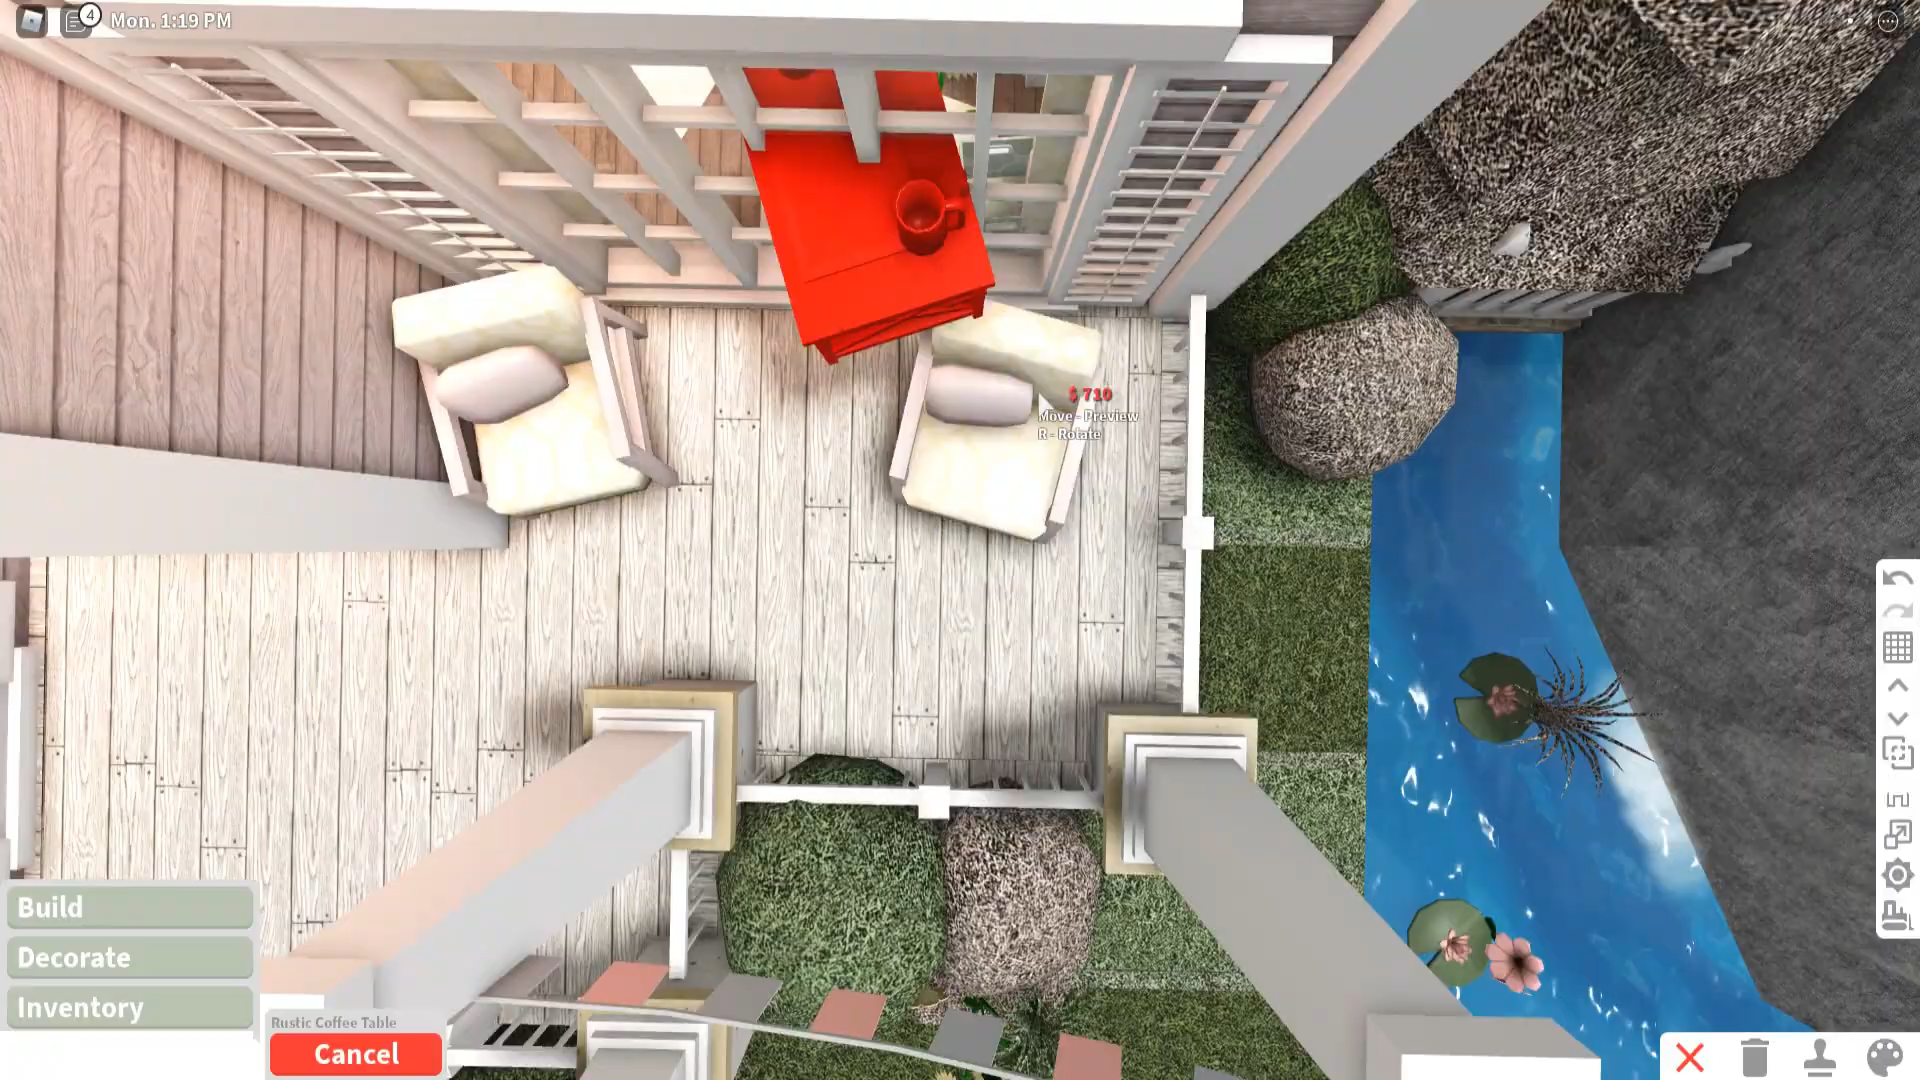 4
Mon. 1:19 PM
$ 710
Move - Preview
R - Rotate
Build
Decorate
Inventory
Rustic Coffee Table
Cancel